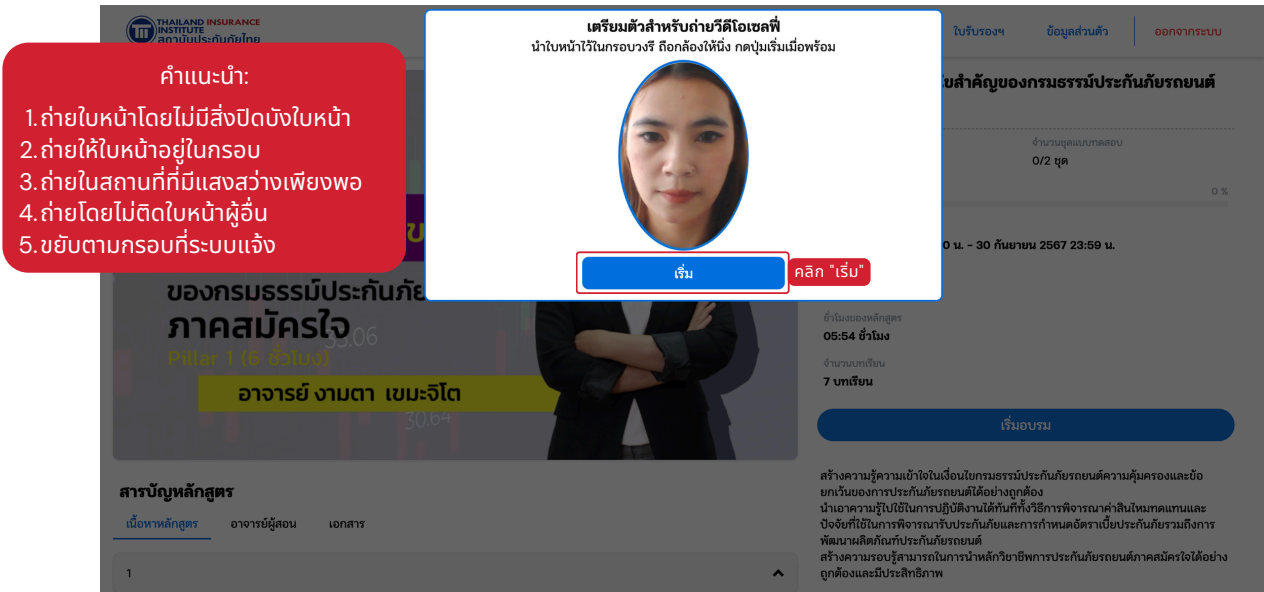 THAILAND INSURANCE
INSTITUTE
สถาบันประกันภัยไทย
ใบรับรองฯ
ข้อมูลส่วนตัว
ออกจากระบบ
เตรียมตัวสำหรับถ่ายวีดีโอเซลฟี่
นำใบหน้าไว้ในกรอบวงรี ถือกล้องให้นิ่ง กดปุ่มเริ่มเมื่อพร้อม
เริ่ม
คลิก "เริ่ม"
คำแนะนำ:
1. ถ่ายใบหน้าโดยไม่มีสิ่งปิดบังใบหน้า
2. ถ่ายให้ใบหน้าอยู่ในกรอบ
3. ถ่ายในสถานที่ที่มีแสงสว่างเพียงพอ
4. ถ่ายโดยไม่ติดใบหน้าผู้อื่น
5. ขยับตามกรอบที่ระบบแจ้ง
ของกรมธรรม์ประกันภั
ภาคสมัครใจ
Pillar 1 (6 ชั่วโมง)
อาจารย์ งามตา เขมะจิโต
30.64
สำคัญของกรมธรรม์ประกันภัยรถยนต์
จำนวนชุดแบบทดสอบ
0/2 ชุด
0 %
0 น. - 30 กันยายน 2567 23:59 น.
ชั่วโมงของหลักสูตร
05:54 ชั่วโมง
จำนวนบทเรียน
7 บทเรียน
เริ่มอบรม
สร้างความรู้ความเข้าใจในเงื่อนไขกรมธรรม์ประกันภัยรถยนต์ความคุ้มครองและข้อ
ยกเว้นของการประกันภัยรถยนต์ได้อย่างถูกต้อง
นำเอาความรู้ไปใช้ในการปฏิบัติงานได้ทันทีทั้งวิธีการพิจารณาค่าสินไหมทดแทนและ
ปัจจัยที่ใช้ในการพิจารณารับประกันภัยและการกำหนดอัตราเบี้ยประกันภัยรวมถึงการ
พัฒนาผลิตภัณฑ์ประกันภัยรถยนต์
สร้างความรอบรู้สามารถในการนำหลักวิชาชีพการประกันภัยรถยนต์ภาคสมัครใจได้อย่าง
ถูกต้องและมีประสิทธิภาพ
สารบัญหลักสูตร
เนื้อหาหลักสูตร
อาจารย์ผู้สอน
เอกสาร
1